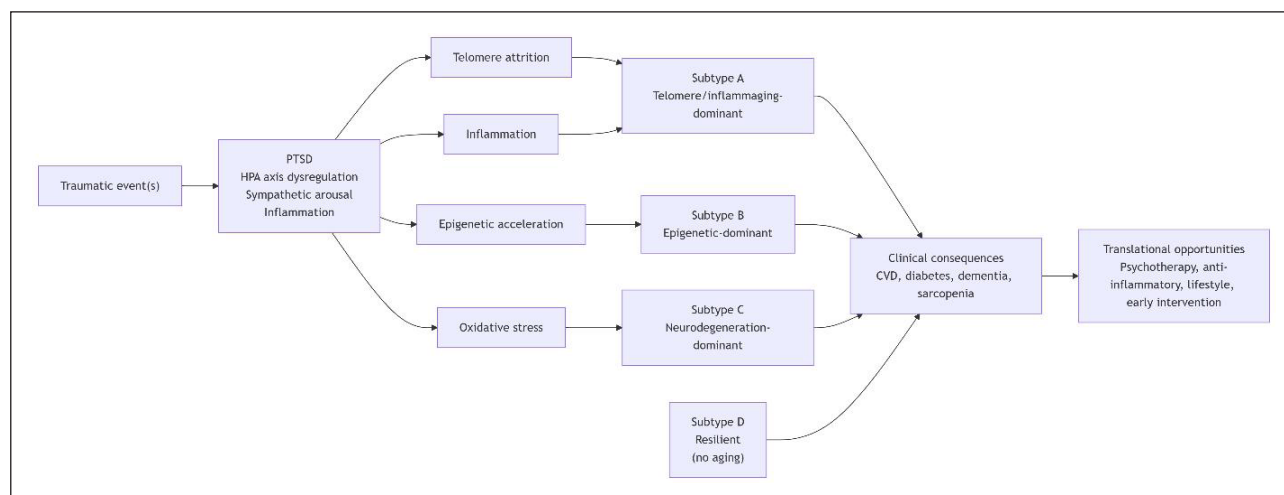 Traumatic event(s)
PTSD
HPA axis dysregulation
Sympathetic arousal
Inflammation
Telomere attrition
Inflammation
Epigenetic acceleration
Oxidative stress
Subtype A
Telomere/inflammaging-
dominant
Subtype B
Epigenetic-dominant
Subtype C
Neurodegeneration-
dominant
Subtype D
Resilient
(no aging)
Clinical consequences
CVD, diabetes, dementia,
sarcopenia
Translational opportunities
Psychotherapy, anti-
inflammatory, lifestyle,
early intervention